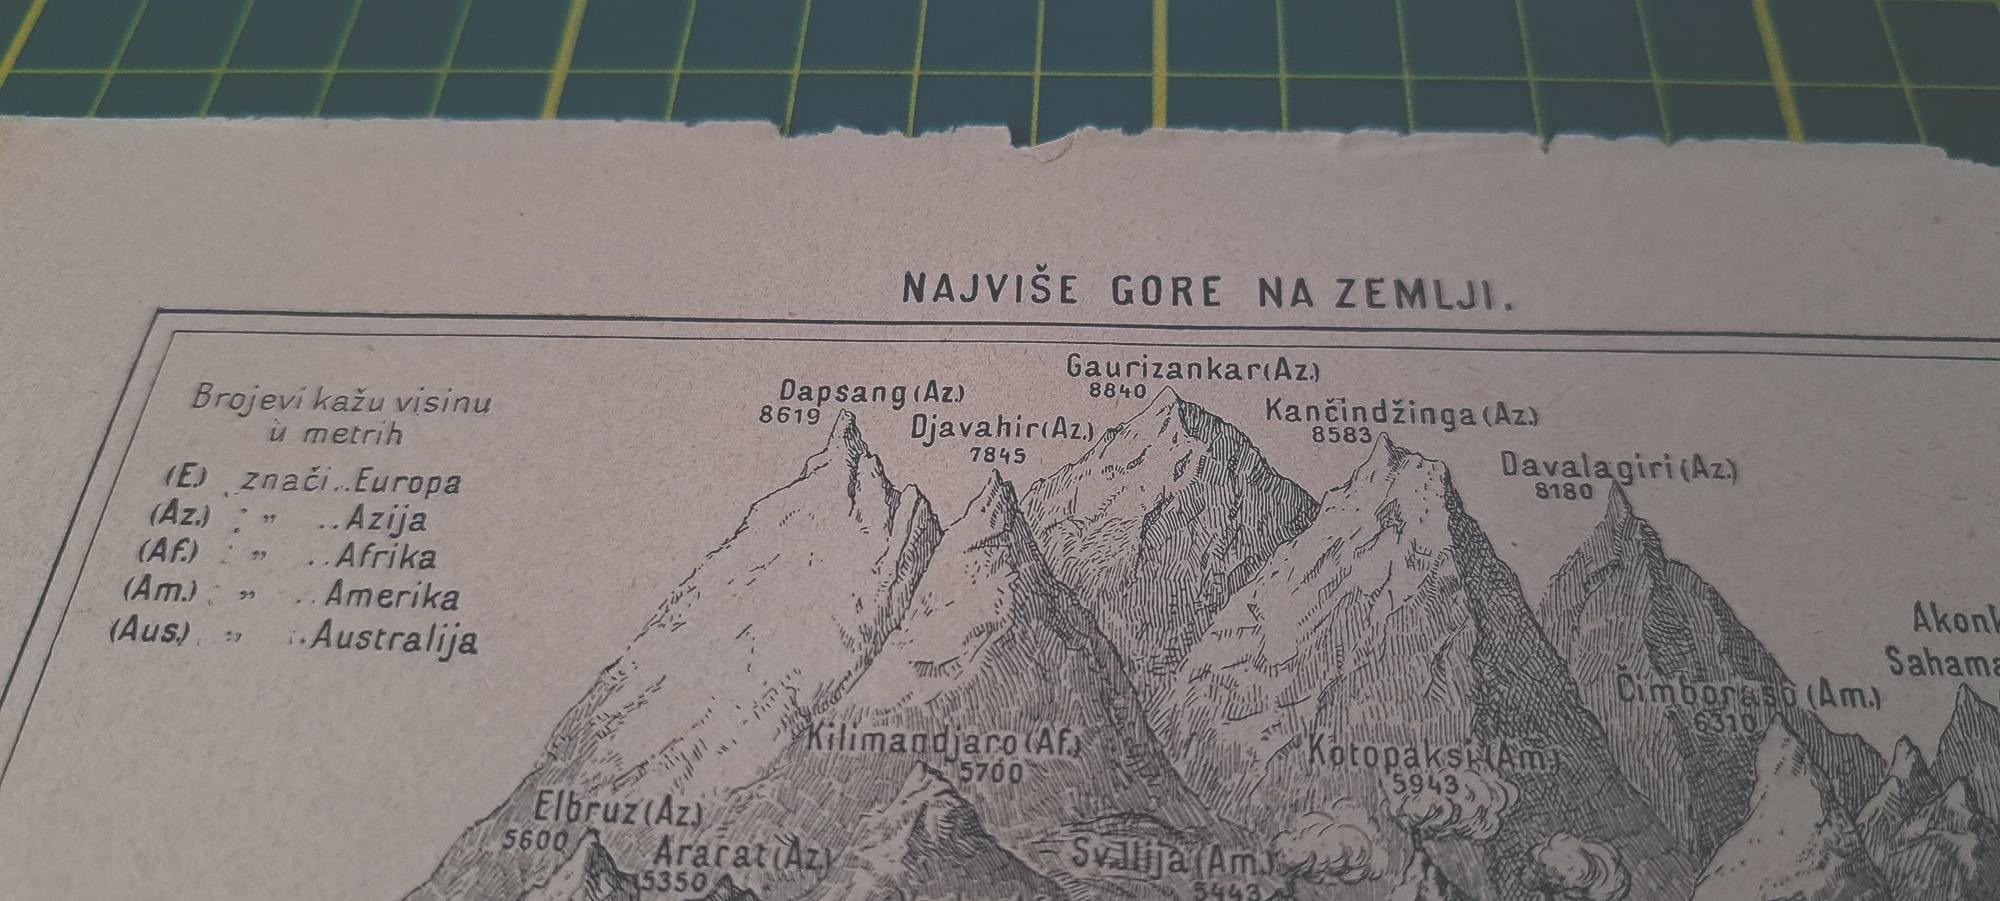 NAJVIŠE GORE NA ZEMLJI.
Brojevi kažu visinu
u metrih
(E.) znači..Europa
(Az.) " ..Azija
(Af.) " ..Afrika
(Am.) " ..Amerika
(Aus.) " ..Australija
Gaurizankar (Az.)
8840
Dapsang (Az.)
8619
Djavahir (Az.)
7845
Kančindžinga (Az.)
8583
Davalagiri (Az.)
8180
Akonk
Sahama
Čimboraso (Am.)
6310
Kilimandjaro (Af.)
5700
Kotopaksi (Am.)
5943
Elbruz (Az.)
5600
Ararat (Az.)
5350
(Am.)
5443